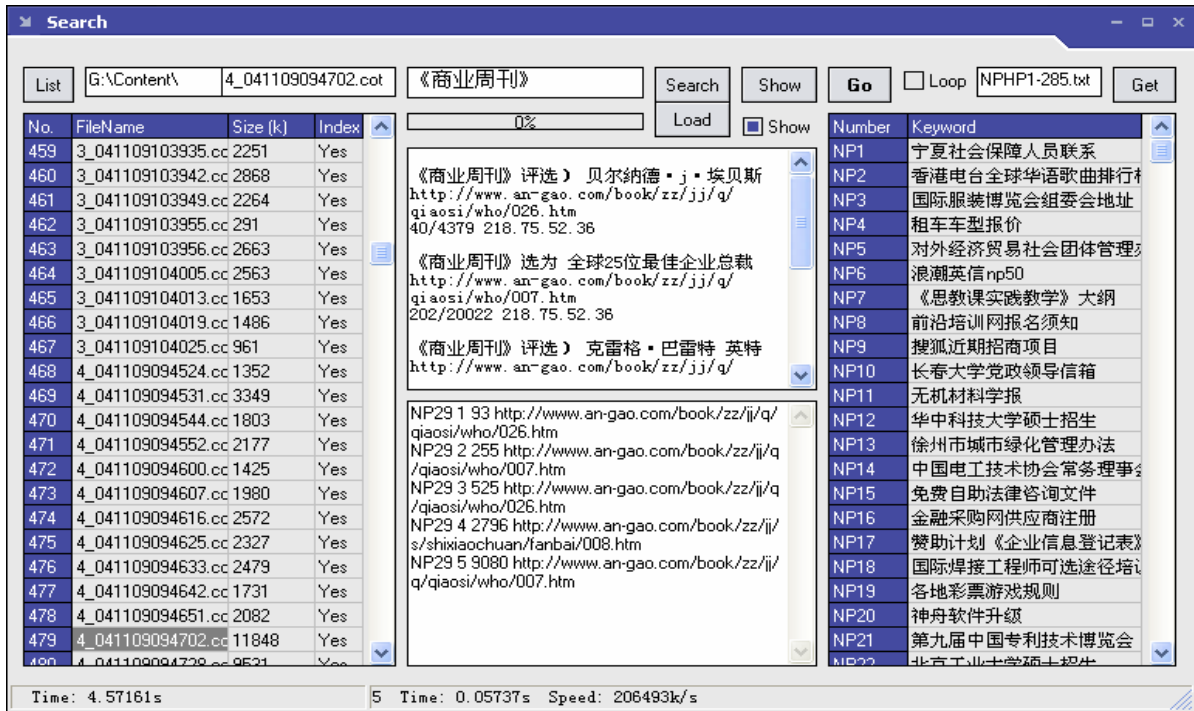 Search
List G:\Content\ 4_041109094702.cot 《商业周刊》 Search Show Go Loop NPHP1-285.txt Get
0% Load Show
No. FileName Size (k) Index
459 3_041109103935.cc 2251 Yes
460 3_041109103942.cc 2868 Yes
461 3_041109103949.cc 2264 Yes
462 3_041109103955.cc 291 Yes
463 3_041109103956.cc 2663 Yes
464 3_041109104005.cc 2563 Yes
465 3_041109104013.cc 1653 Yes
466 3_041109104019.cc 1486 Yes
467 3_041109104025.cc 961 Yes
468 4_041109094524.cc 1352 Yes
469 4_041109094531.cc 3349 Yes
470 4_041109094544.cc 1803 Yes
471 4_041109094552.cc 2177 Yes
472 4_041109094600.cc 1425 Yes
473 4_041109094607.cc 1980 Yes
474 4_041109094616.cc 2572 Yes
475 4_041109094625.cc 2327 Yes
476 4_041109094633.cc 2479 Yes
477 4_041109094642.cc 1731 Yes
478 4_041109094651.cc 2082 Yes
479 4_041109094702.cc 11848 Yes
480 4_041109094728.cc 9531 Yes
《商业周刊》评选） 贝尔纳德·j·埃贝斯
http://www.an-gao.com/book/zz/jj/q/
qiaosi/who/026.htm
40/4379 218.75.52.36
《商业周刊》选为 全球25位最佳企业总裁
http://www.an-gao.com/book/zz/jj/q/
qiaosi/who/007.htm
202/20022 218.75.52.36
《商业周刊》评选） 克雷格·巴雷特 英特
http://www.an-gao.com/book/zz/jj/q/
NP29 1 93 http://www.an-gao.com/book/zz/jj/q/
qiaosi/who/026.htm
NP29 2 255 http://www.an-gao.com/book/zz/jj/q
/qiaosi/who/007.htm
NP29 3 525 http://www.an-gao.com/book/zz/jj/q
/qiaosi/who/026.htm
NP29 4 2796 http://www.an-gao.com/book/zz/jj/
s/shixiaochuan/fanbai/008.htm
NP29 5 9080 http://www.an-gao.com/book/zz/jj/
q/qiaosi/who/007.htm
Number Keyword
NP1 宁夏社会保障人员联系
NP2 香港电台全球华语歌曲排行
NP3 国际服装博览会组委会地址
NP4 租车车型报价
NP5 对外经济贸易社会团体管理
NP6 浪潮英信np50
NP7 《思教课实践教学》大纲
NP8 前沿培训网报名须知
NP9 搜狐近期招商项目
NP10 长春大学党政领导信箱
NP11 无机材料学报
NP12 华中科技大学硕士招生
NP13 徐州市城市绿化管理办法
NP14 中国电工技术协会常务理事
NP15 免费自助法律咨询文件
NP16 金融采购网供应商注册
NP17 赞助计划《企业信息登记表》
NP18 国际焊接工程师可选途径培
NP19 各地彩票游戏规则
NP20 神舟软件升级
NP21 第九届中国专利技术博览会
NP22 北京工业大学硕士招生
Time: 4.57161s 5 Time: 0.05737s Speed: 206493k/s